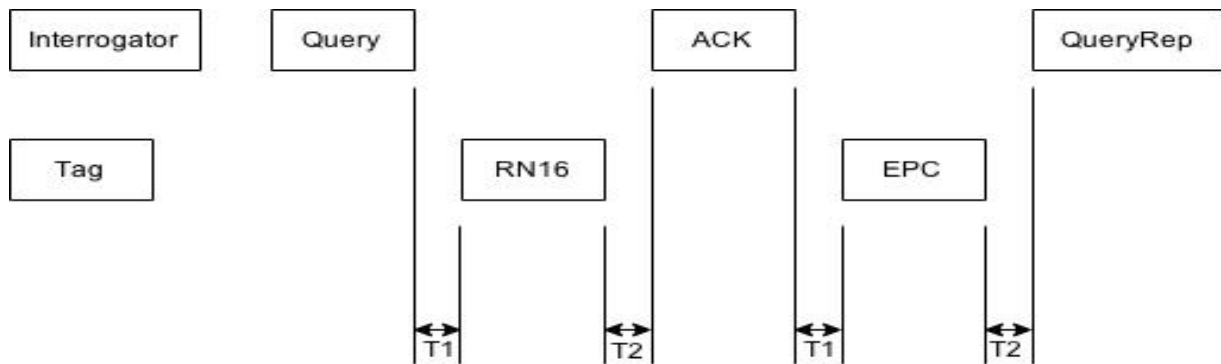 Interrogator Query ACK QueryRep
Tag RN16 EPC
T1 T2 T1 T2